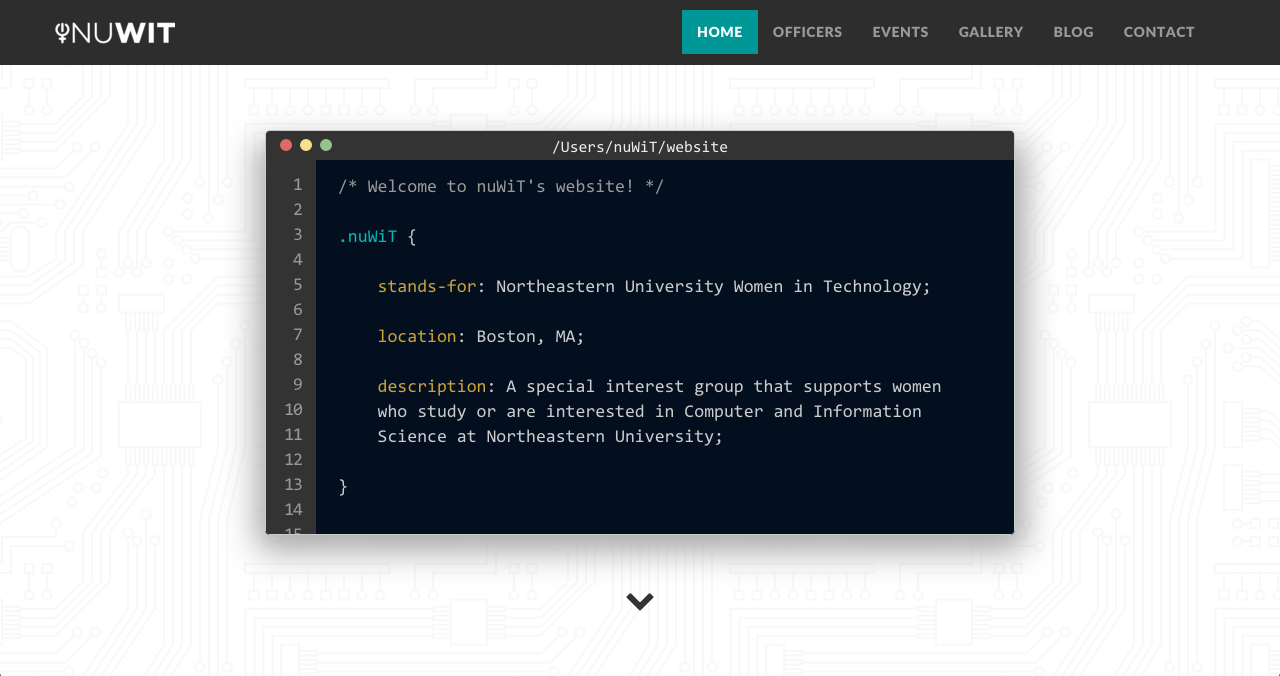 NUWIT
HOME OFFICERS EVENTS GALLERY BLOG CONTACT
/Users/nuWiT/website
1 /* Welcome to nuWiT's website! */
2
3 .nuWiT {
4
5 stands-for: Northeastern University Women in Technology;
6
7 location: Boston, MA;
8
9 description: A special interest group that supports women
10 who study or are interested in Computer and Information
11 Science at Northeastern University;
12
13 }
14
15